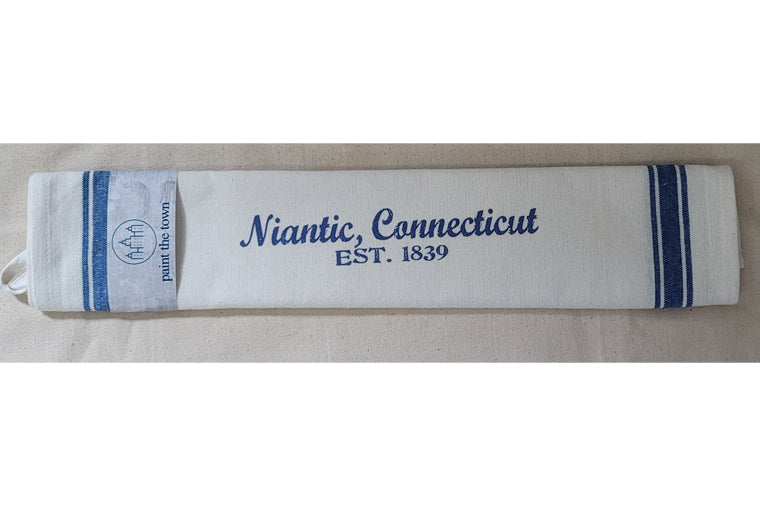 Niantic, Connecticut
EST. 1839
paint the town